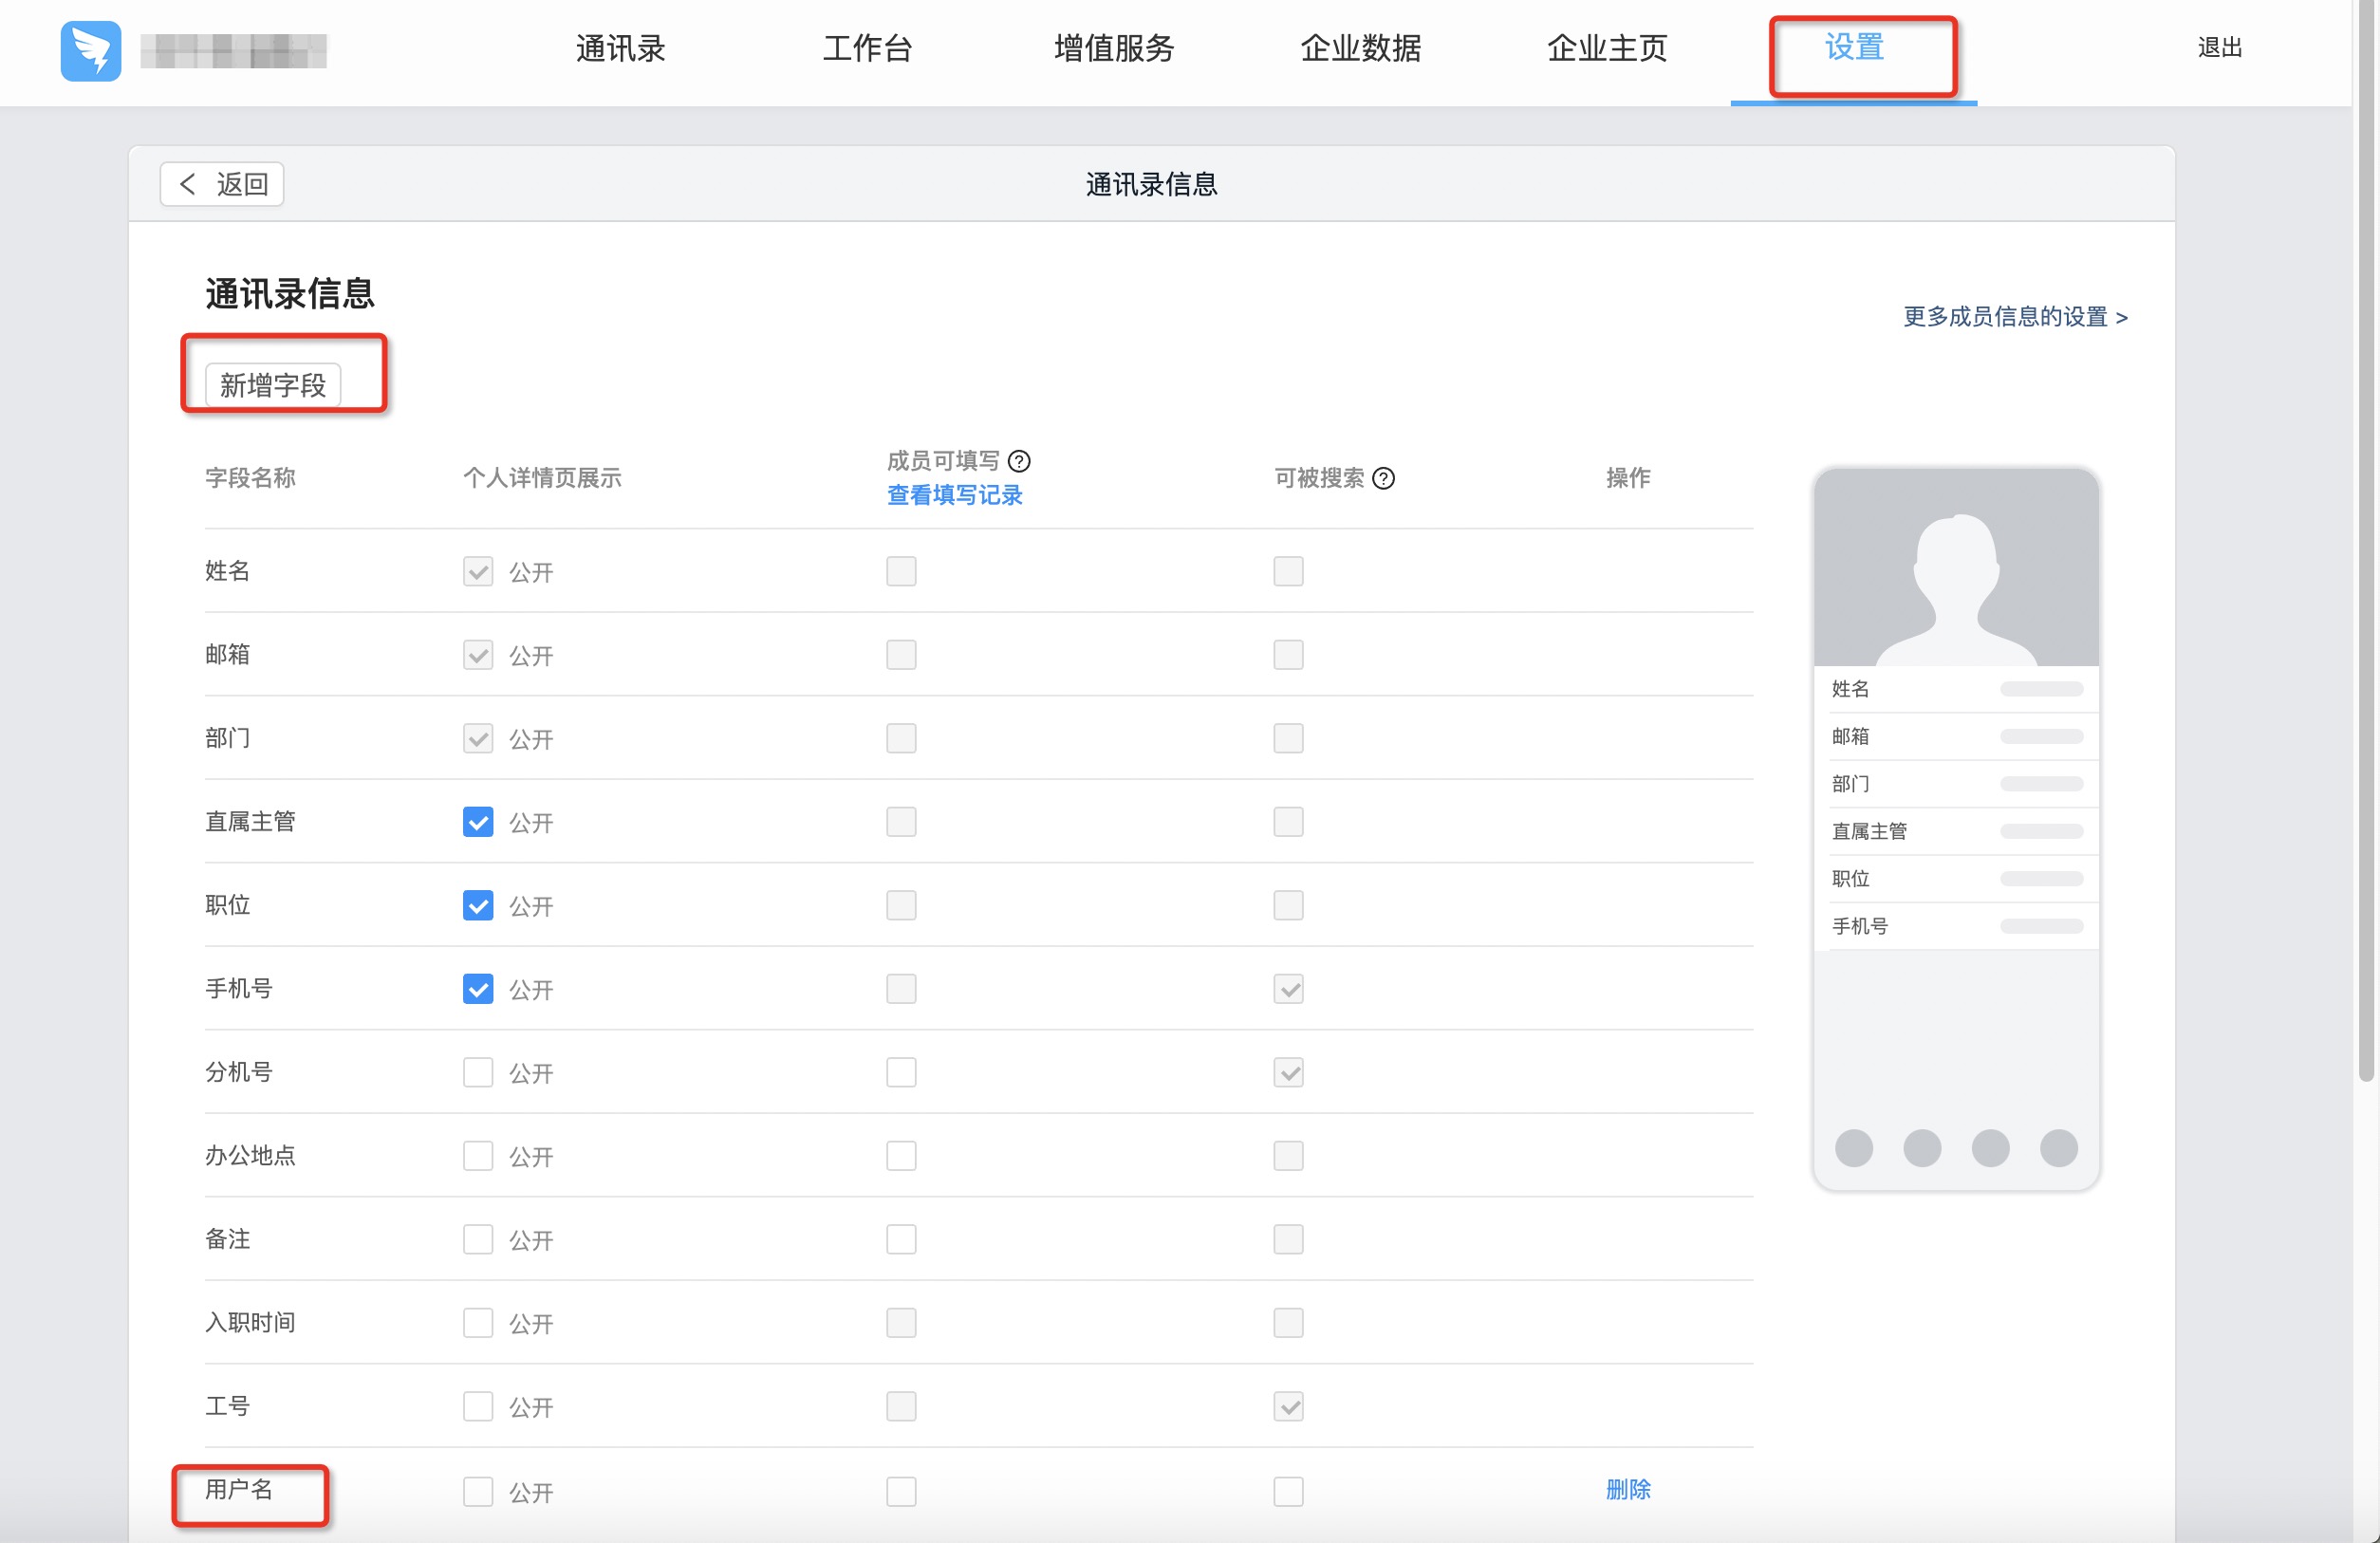 通讯录 工作台 增值服务 企业数据 企业主页 设置 退出
返回 通讯录信息
通讯录信息
更多成员信息的设置 >
新增字段
字段名称 个人详情页展示 成员可填写 ? 可被搜索 ? 操作
查看填写记录
姓名 公开
邮箱 公开
部门 公开
直属主管 公开
职位 公开
手机号 公开
分机号 公开
办公地点 公开
备注 公开
入职时间 公开
工号 公开
用户名 公开 删除
姓名
邮箱
部门
直属主管
职位
手机号